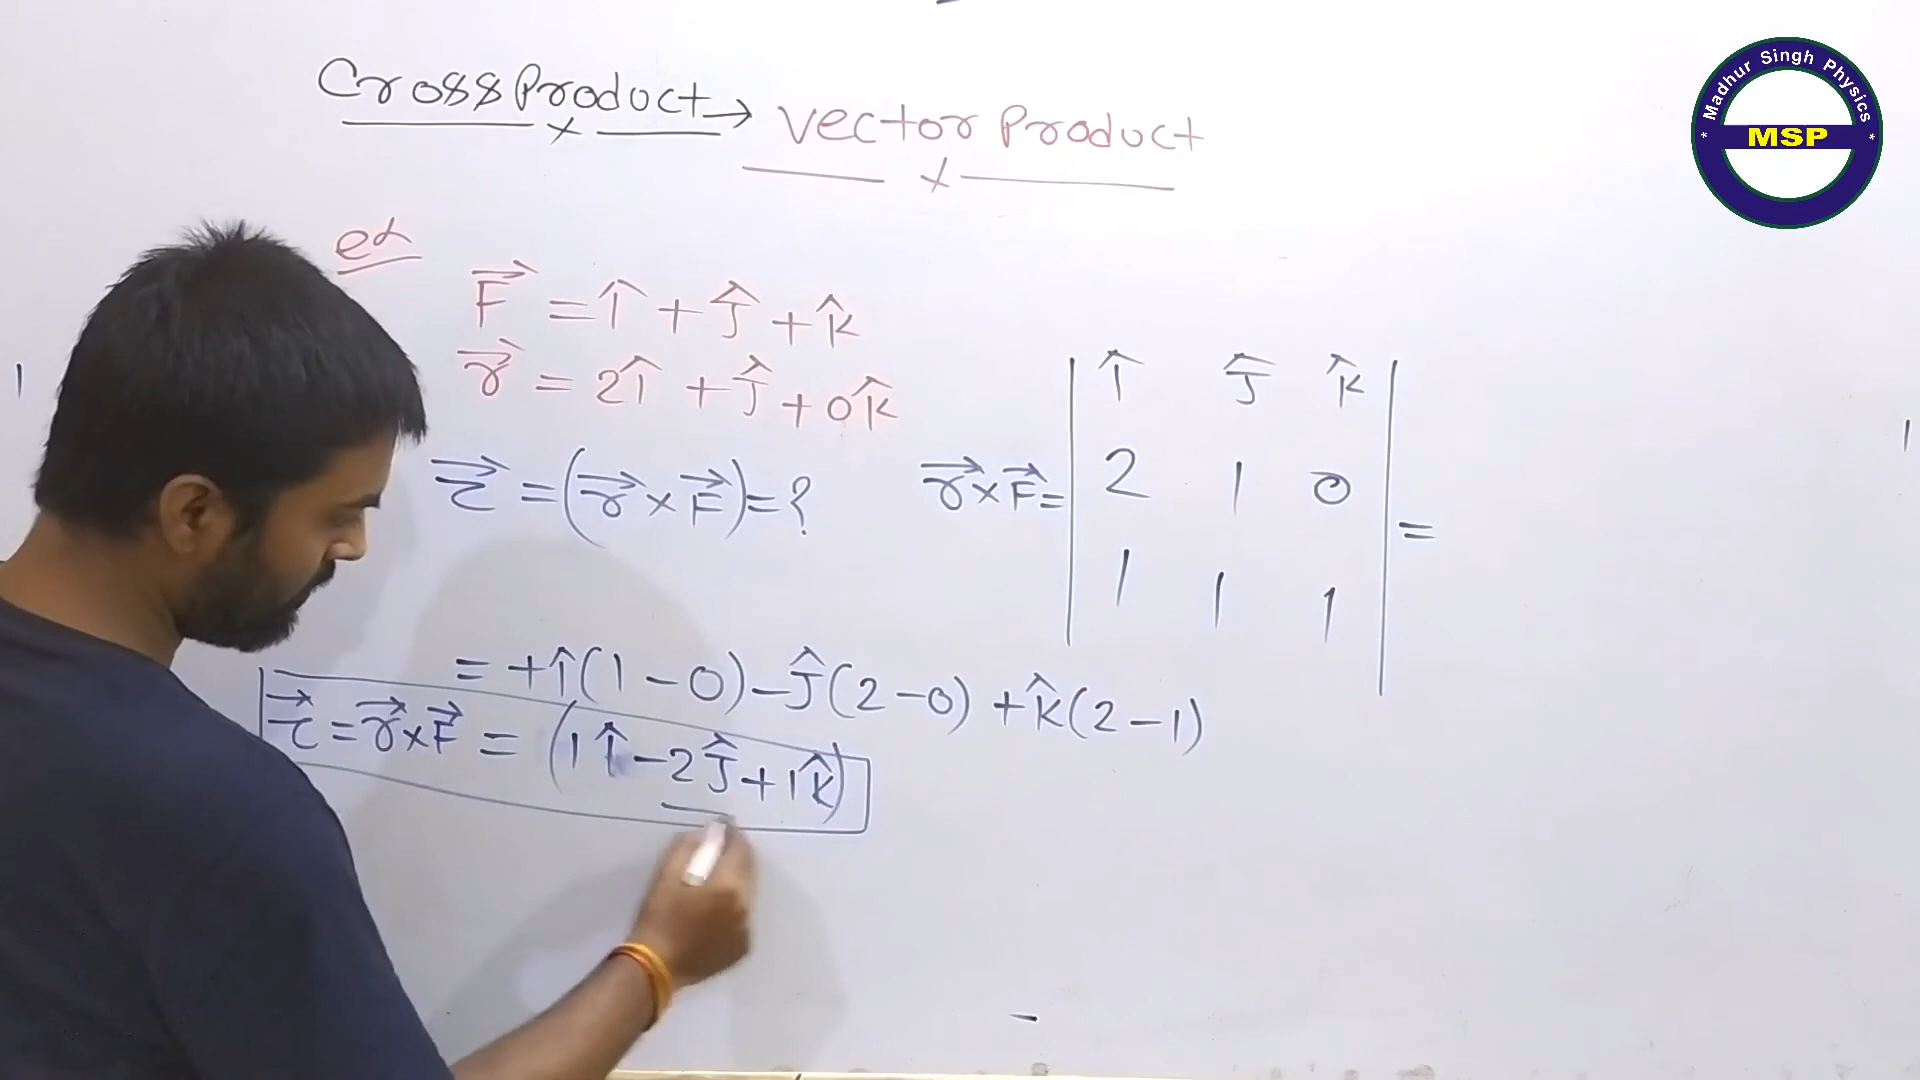 Cross Product → Vector Product
ex
F⃗ = î + ĵ + k̂
r⃗ = 2î + ĵ + 0k̂
τ⃗ = (r⃗ × F⃗) = ?
r⃗ × F⃗ = | î ĵ k̂ |
| 2 1 0 | =
| 1 1 1 |
= +î(1 − 0) − ĵ(2 − 0) + k̂(2 − 1)
τ⃗ = r⃗ × F⃗ = (1î − 2ĵ + 1k̂)
* Madhur Singh Physics *
MSP